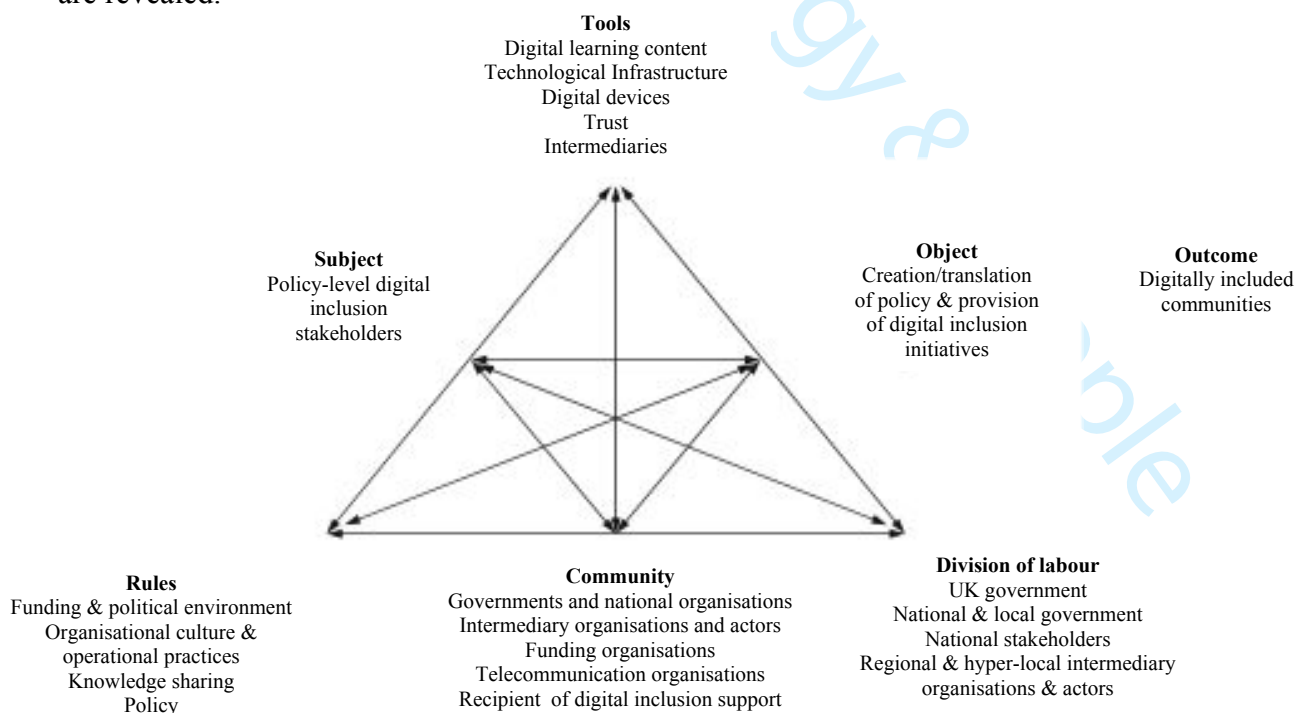 are revealed.
Tools
Digital learning content
Technological Infrastructure
Digital devices
Trust
Intermediaries
Subject
Policy-level digital
inclusion
stakeholders
Object
Creation/translation
of policy & provision
of digital inclusion
initiatives
Outcome
Digitally included
communities
Rules
Funding & political environment
Organisational culture &
operational practices
Knowledge sharing
Policy
Community
Governments and national organisations
Intermediary organisations and actors
Funding organisations
Telecommunication organisations
Recipient of digital inclusion support
Division of labour
UK government
National & local government
National stakeholders
Regional & hyper-local intermediary
organisations & actors